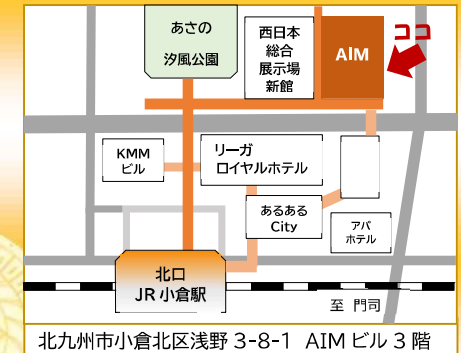 あさの
汐風公園
西日本
総合
展示場
新館
AIM
ココ
KMM
ビル
リーガ
ロイヤルホテル
あるある
City
アパ
ホテル
北口
JR 小倉駅
至 門司
北九州市小倉北区浅野 3-8-1 AIM ビル 3 階